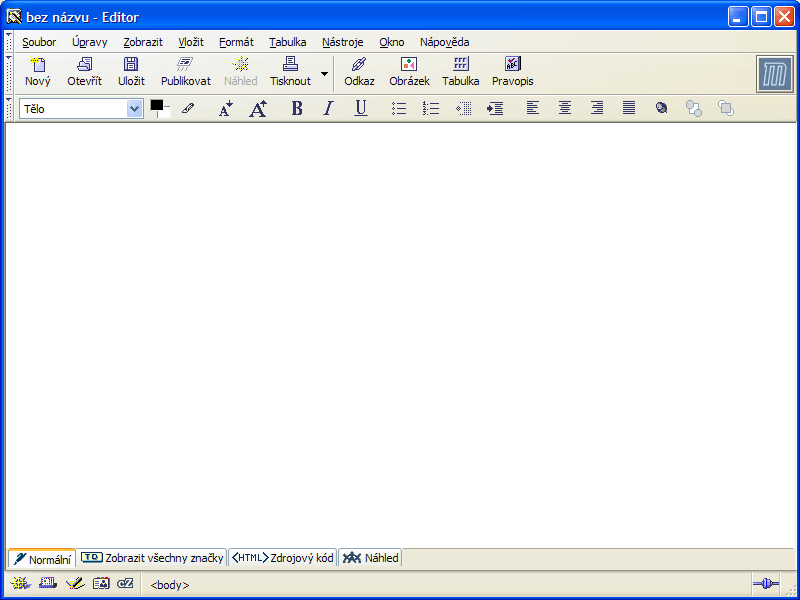 bez názvu - Editor
Soubor Úpravy Zobrazit Vložit Formát Tabulka Nástroje Okno Nápověda
Nový Otevřít Uložit Publikovat Náhled Tisknout Odkaz Obrázek Tabulka Pravopis
Tělo A A B I U
Normální TD Zobrazit všechny značky <HTML> Zdrojový kód Náhled
cZ <body>